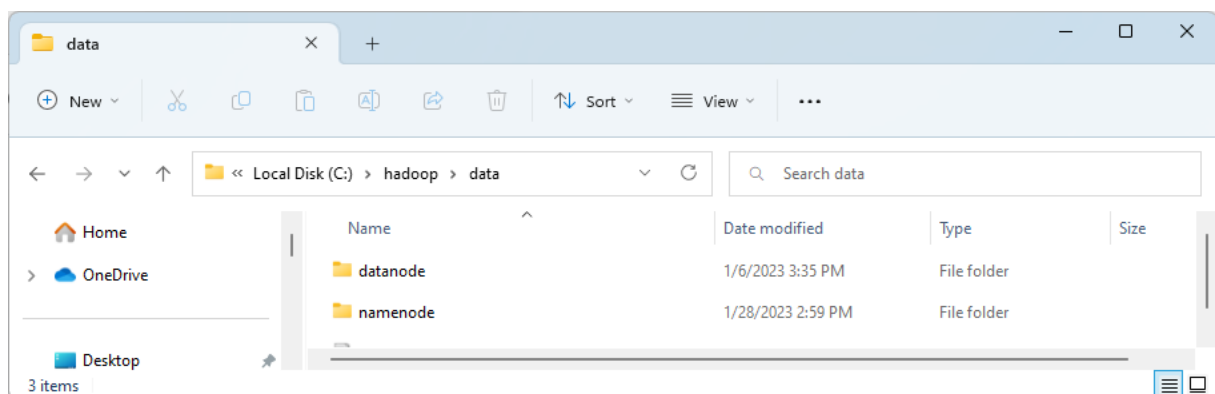 data
New Sort View
« Local Disk (C:) > hadoop > data Search data
Home
OneDrive
Desktop
Name Date modified Type Size
datanode 1/6/2023 3:35 PM File folder
namenode 1/28/2023 2:59 PM File folder
3 items